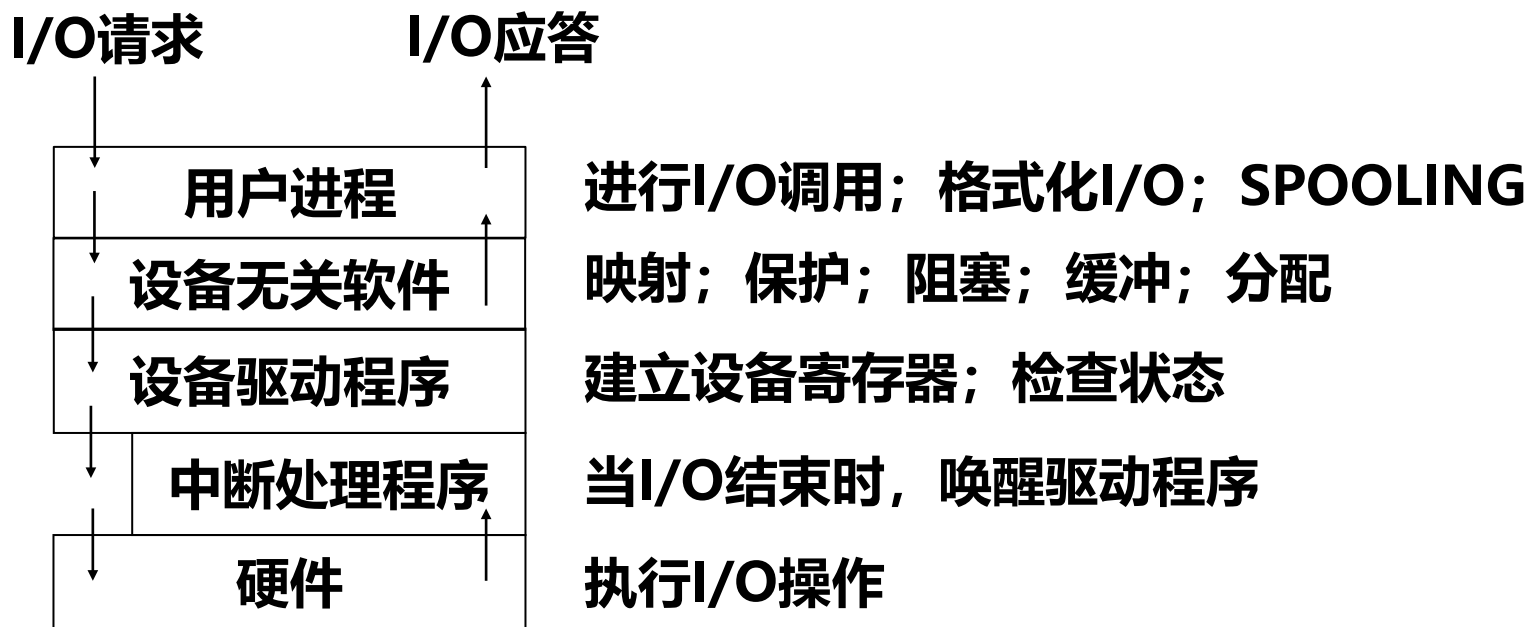 I/O请求 I/O应答
用户进程 进行I/O调用；格式化I/O；SPOOLING
设备无关软件 映射；保护；阻塞；缓冲；分配
设备驱动程序 建立设备寄存器；检查状态
中断处理程序 当I/O结束时，唤醒驱动程序
硬件 执行I/O操作